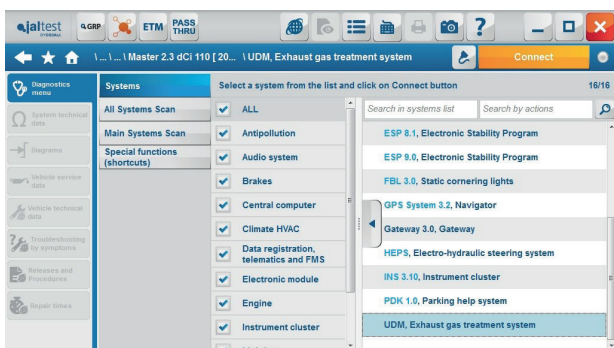 jaltest
GRP
ETM
PASS
THRU
?
\ ... \ ... \ Master 2.3 dCi 110 [ 20... \ UDM, Exhaust gas treatment system
Connect
Diagnostics
menu
System technical
data
Diagrams
Vehicle service
data
Vehicle technical
data
Troubleshooting
by symptoms
Releases and
Procedures
Repair times
Systems
All Systems Scan
Main Systems Scan
Special functions
(shortcuts)
Select a system from the list and click on Connect button
16/16
ALL
Antipollution
Audio system
Brakes
Central computer
Climate HVAC
Data registration,
telematics and FMS
Electronic module
Engine
Instrument cluster
Search in systems list
Search by actions
ESP 8.1, Electronic Stability Program
ESP 9.0, Electronic Stability Program
FBL 3.0, Static cornering lights
GPS System 3.2, Navigator
Gateway 3.0, Gateway
HEPS, Electro-hydraulic steering system
INS 3.10, Instrument cluster
PDK 1.0, Parking help system
UDM, Exhaust gas treatment system